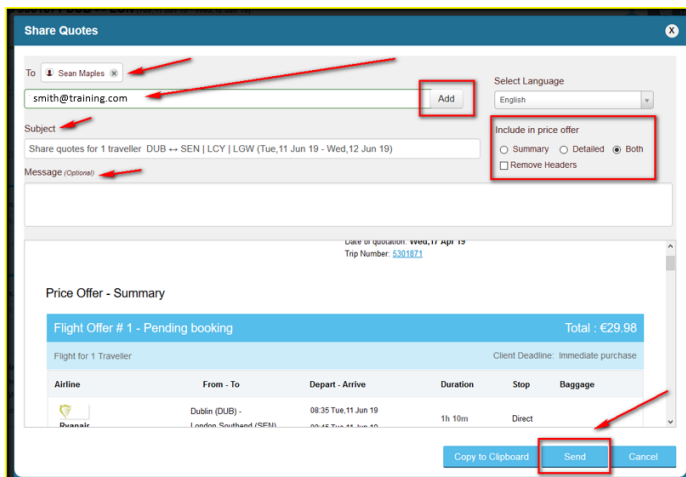 Share Quotes
X
To Sean Maples
smith@training.com
Add
Select Language
English
Subject
Share quotes for 1 traveller DUB ↔ SEN | LCY | LGW (Tue,11 Jun 19 - Wed,12 Jun 19)
Include in price offer
Summary Detailed Both
Remove Headers
Message (Optional)
Date of quotation: Wed,17 Apr 19
Trip Number: 5301871
Price Offer - Summary
Flight Offer # 1 - Pending booking Total : €29.98
Flight for 1 Traveller Client Deadline: Immediate purchase
Airline From - To Depart - Arrive Duration Stop Baggage
Dublin (DUB) - 08:35 Tue,11 Jun 19
1h 10m Direct
Ryanair London Southend (SEN)
Copy to Clipboard Send Cancel